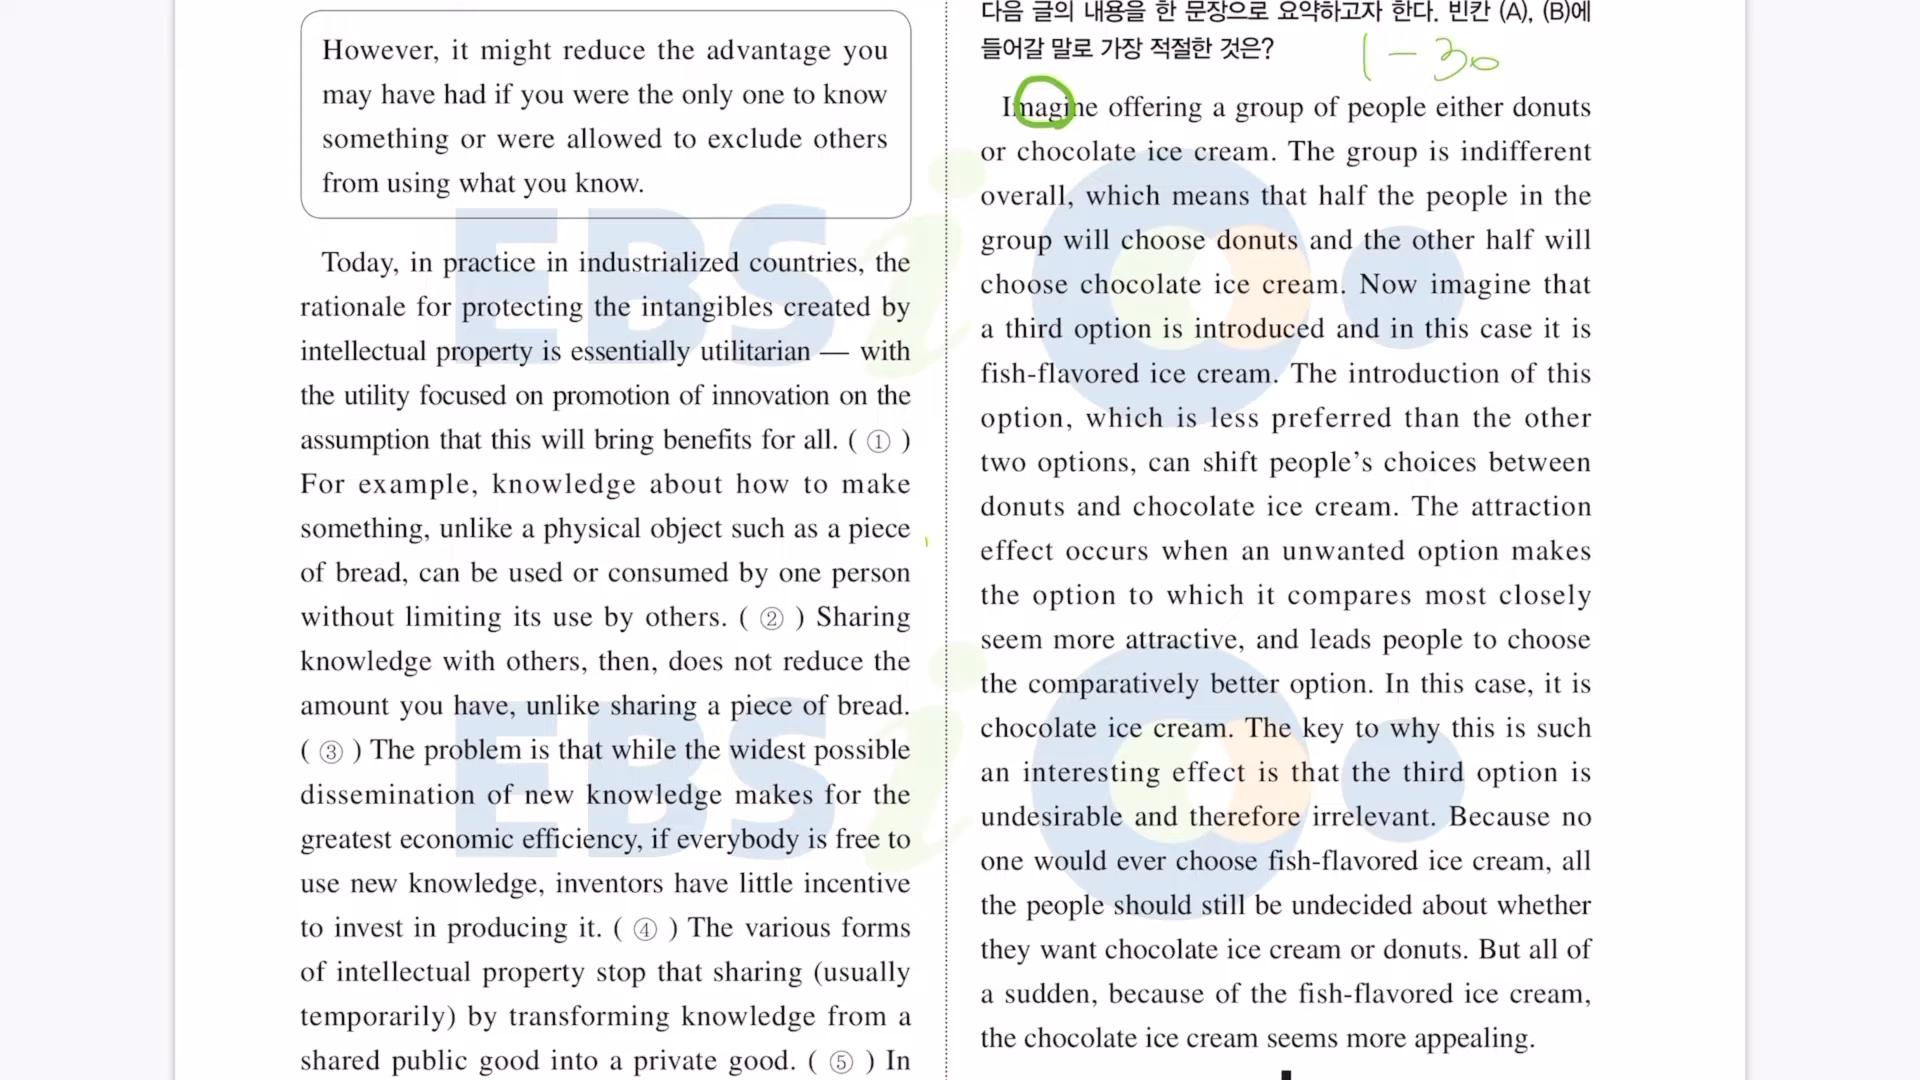 However, it might reduce the advantage you
may have had if you were the only one to know
something or were allowed to exclude others
from using what you know.
Today, in practice in industrialized countries, the
rationale for protecting the intangibles created by
intellectual property is essentially utilitarian — with
the utility focused on promotion of innovation on the
assumption that this will bring benefits for all. ( ① )
For example, knowledge about how to make
something, unlike a physical object such as a piece
of bread, can be used or consumed by one person
without limiting its use by others. ( ② ) Sharing
knowledge with others, then, does not reduce the
amount you have, unlike sharing a piece of bread.
( ③ ) The problem is that while the widest possible
dissemination of new knowledge makes for the
greatest economic efficiency, if everybody is free to
use new knowledge, inventors have little incentive
to invest in producing it. ( ④ ) The various forms
of intellectual property stop that sharing (usually
temporarily) by transforming knowledge from a
shared public good into a private good. ( ⑤ ) In
다음 글의 내용을 한 문장으로 요약하고자 한다. 빈칸 (A), (B)에
들어갈 말로 가장 적절한 것은?
1-30
Imagine offering a group of people either donuts
or chocolate ice cream. The group is indifferent
overall, which means that half the people in the
group will choose donuts and the other half will
choose chocolate ice cream. Now imagine that
a third option is introduced and in this case it is
fish-flavored ice cream. The introduction of this
option, which is less preferred than the other
two options, can shift people's choices between
donuts and chocolate ice cream. The attraction
effect occurs when an unwanted option makes
the option to which it compares most closely
seem more attractive, and leads people to choose
the comparatively better option. In this case, it is
chocolate ice cream. The key to why this is such
an interesting effect is that the third option is
undesirable and therefore irrelevant. Because no
one would ever choose fish-flavored ice cream, all
the people should still be undecided about whether
they want chocolate ice cream or donuts. But all of
a sudden, because of the fish-flavored ice cream,
the chocolate ice cream seems more appealing.
EBSi
EBSi